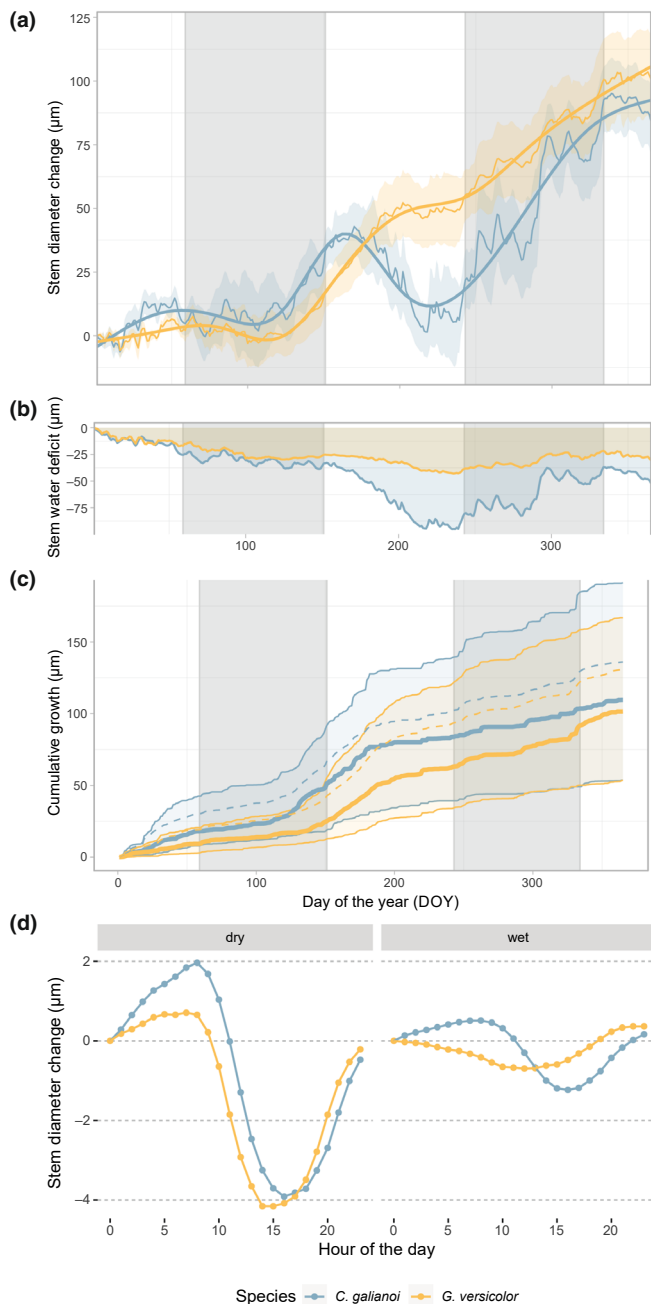 (a)
Stem diameter change (μm)
125
100
75
50
25
0
(b)
Stem water deficit (μm)
0
−25
−50
−75
100
200
300
(c)
Cumulative growth (μm)
150
100
50
0
0
100
200
300
Day of the year (DOY)
(d)
dry
wet
Stem diameter change (μm)
2
0
−2
−4
0
5
10
15
20
0
5
10
15
20
Hour of the day
Species C. galianoi G. versicolor